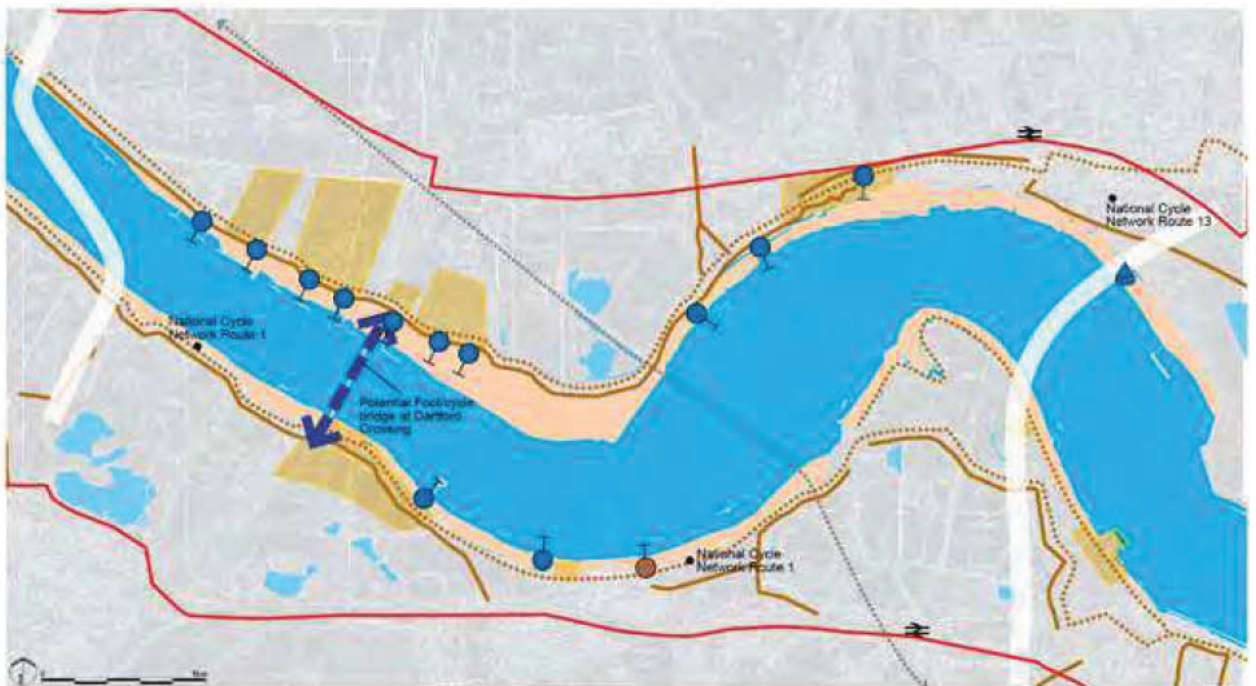 National Cycle
Network Route 13
National Cycle
Network Route 1
Potential Foot/cycle
bridge at Dartford
Crossing
National Cycle
Network Route 1